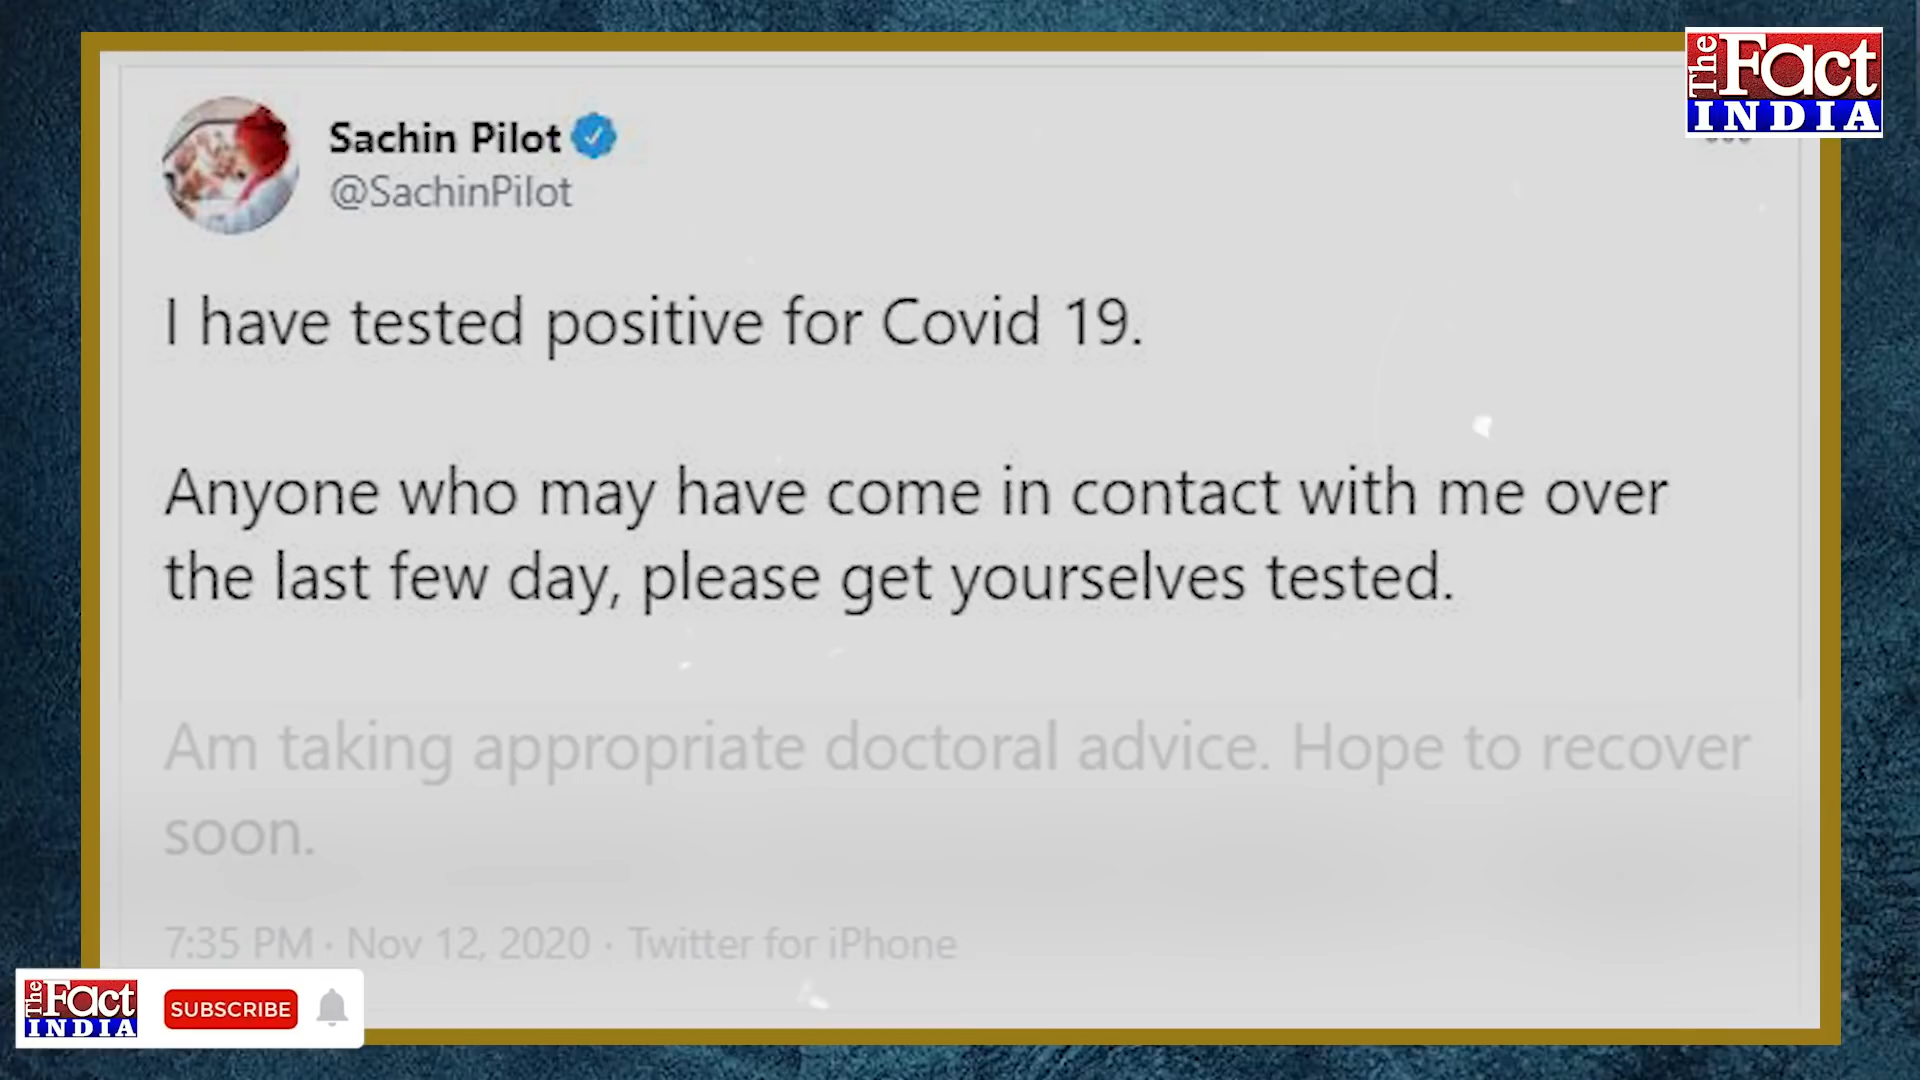 The Fact
INDIA
Sachin Pilot
@SachinPilot
I have tested positive for Covid 19.
Anyone who may have come in contact with me over
the last few day, please get yourselves tested.
Am taking appropriate doctoral advice. Hope to recover
soon.
7:35 PM · Nov 12, 2020 · Twitter for iPhone
The Fact
INDIA
SUBSCRIBE